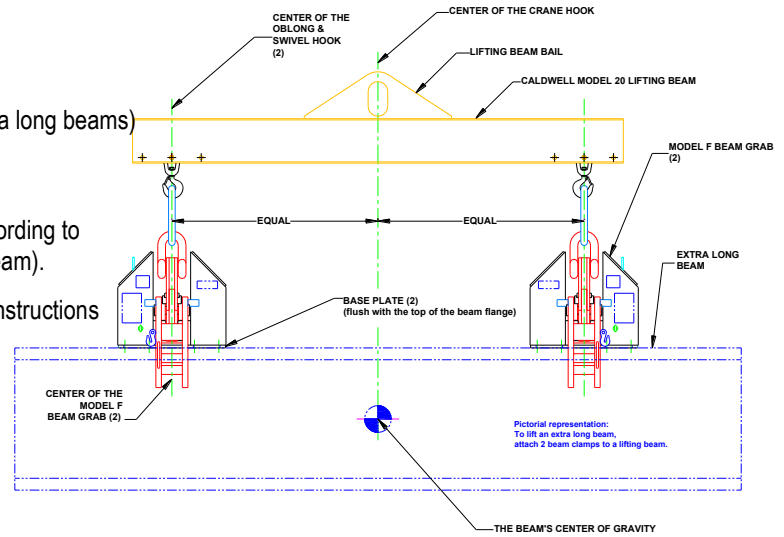 CENTER OF THE
OBLONG &
SWIVEL HOOK
(2)
CENTER OF THE CRANE HOOK
LIFTING BEAM BAIL
CALDWELL MODEL 20 LIFTING BEAM
a long beams)
MODEL F BEAM GRAB
(2)
EQUAL
EQUAL
ording to
eam).
EXTRA LONG
BEAM
nstructions
BASE PLATE (2)
(flush with the top of the beam flange)
CENTER OF THE
MODEL F
BEAM GRAB (2)
Pictorial representation:
To lift an extra long beam,
attach 2 beam clamps to a lifting beam.
THE BEAM'S CENTER OF GRAVITY